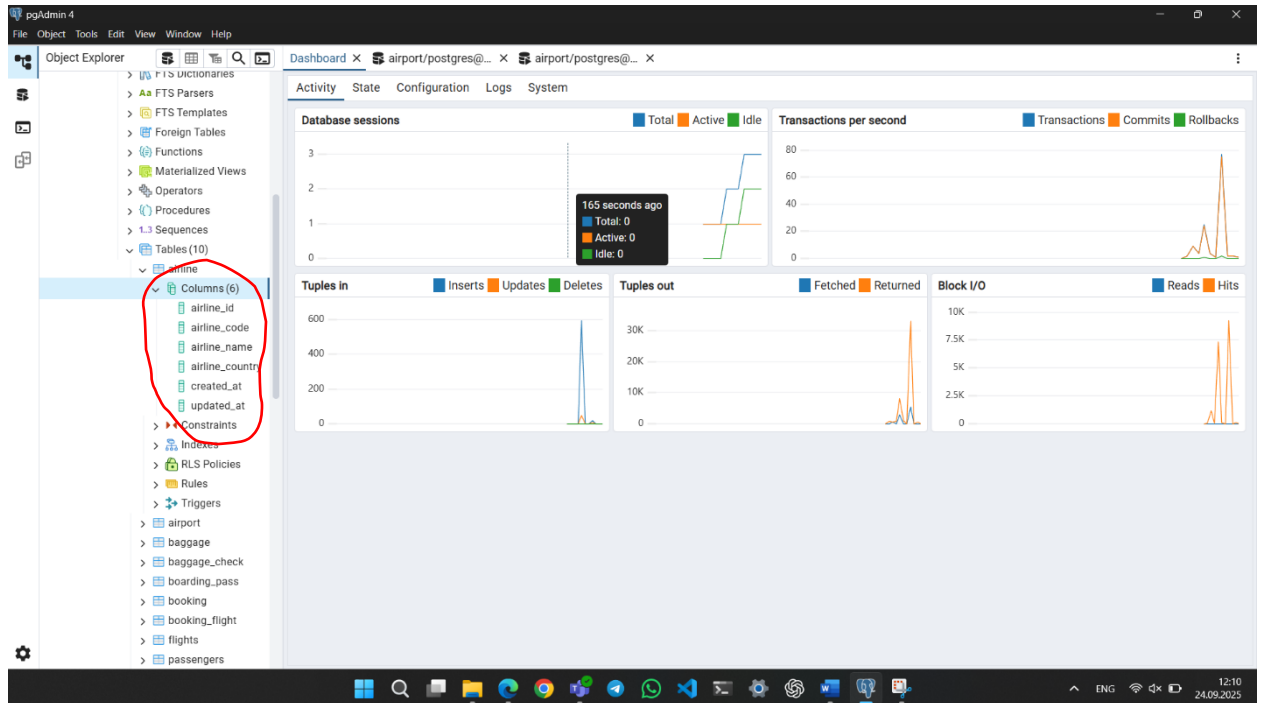 pgAdmin 4
File Object Tools Edit View Window Help
Object Explorer
Dashboard airport/postgres@... airport/postgres@...
FTS Dictionaries
Aa FTS Parsers
FTS Templates
Foreign Tables
Functions
Materialized Views
Operators
Procedures
1..3 Sequences
Tables (10)
airline
Columns (6)
airline_id
airline_code
airline_name
airline_country
created_at
updated_at
Constraints
Indexes
RLS Policies
Rules
Triggers
airport
baggage
baggage_check
boarding_pass
booking
booking_flight
flights
passengers
Activity State Configuration Logs System
Database sessions Total Active Idle
3
2
1
0
165 seconds ago
Total: 0
Active: 0
Idle: 0
Transactions per second Transactions Commits Rollbacks
80
60
40
20
0
Tuples in Inserts Updates Deletes
600
400
200
0
Tuples out Fetched Returned
30K
20K
10K
0
Block I/O Reads Hits
10K
7.5K
5K
2.5K
0
ENG
12:10
24.09.2025